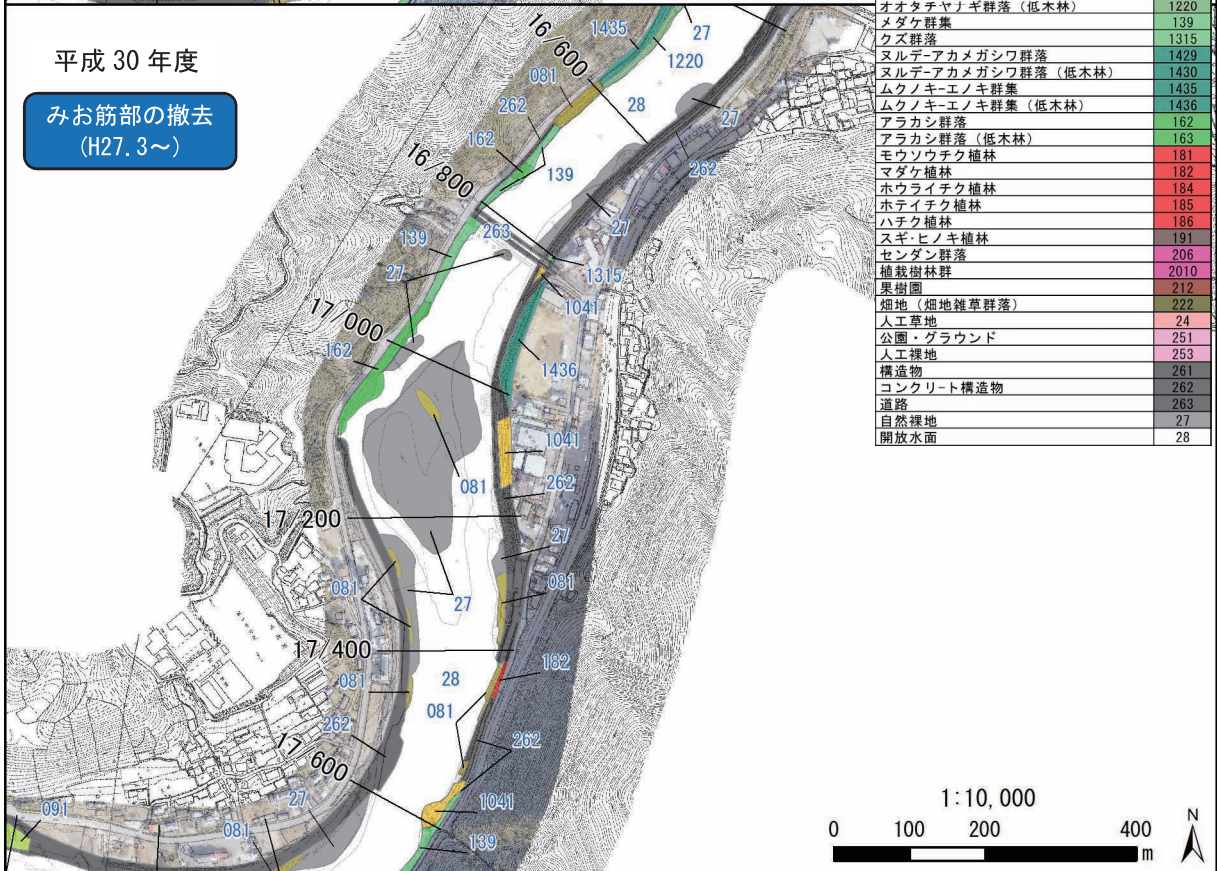 平成 30 年度
みお筋部の撤去
(H27.3～)
オオタチヤナギ群落（低木林） 1220
メダケ群集 139
クズ群落 1315
ヌルデ-アカメガシワ群落 1429
ヌルデ-アカメガシワ群落（低木林） 1430
ムクノキ-エノキ群集 1435
ムクノキ-エノキ群集（低木林） 1436
アラカシ群落 162
アラカシ群落（低木林） 163
モウソウチク植林 181
マダケ植林 182
ホウライチク植林 184
ホテイチク植林 185
ハチク植林 186
スギ・ヒノキ植林 191
センダン群落 206
植栽樹林群 2010
果樹園 212
畑地（畑地雑草群落） 222
人工草地 24
公園・グラウンド 251
人工裸地 253
構造物 261
コンクリート構造物 262
道路 263
自然裸地 27
開放水面 28
1435
27
1220
16/600
081
28
262
27
162
139
262
16/800
27
139
263
27
1315
1041
17/000
162
1436
1041
081
262
17/200
27
081
081
27
17/400
182
28
081
081
262
262
17/600
1041
27
091
081
139
1:10,000
0 100 200 400
m
N